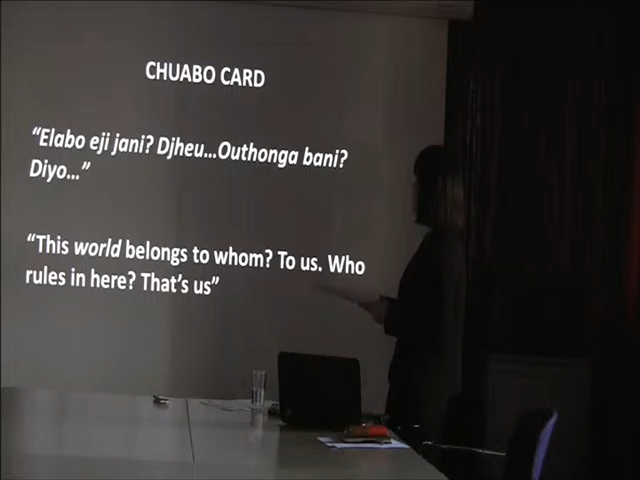 CHUABO CARD
“Elabo eji jani? Djheu...Outhonga bani?
Diyo...”
“This world belongs to whom? To us. Who
rules in here? That’s us”